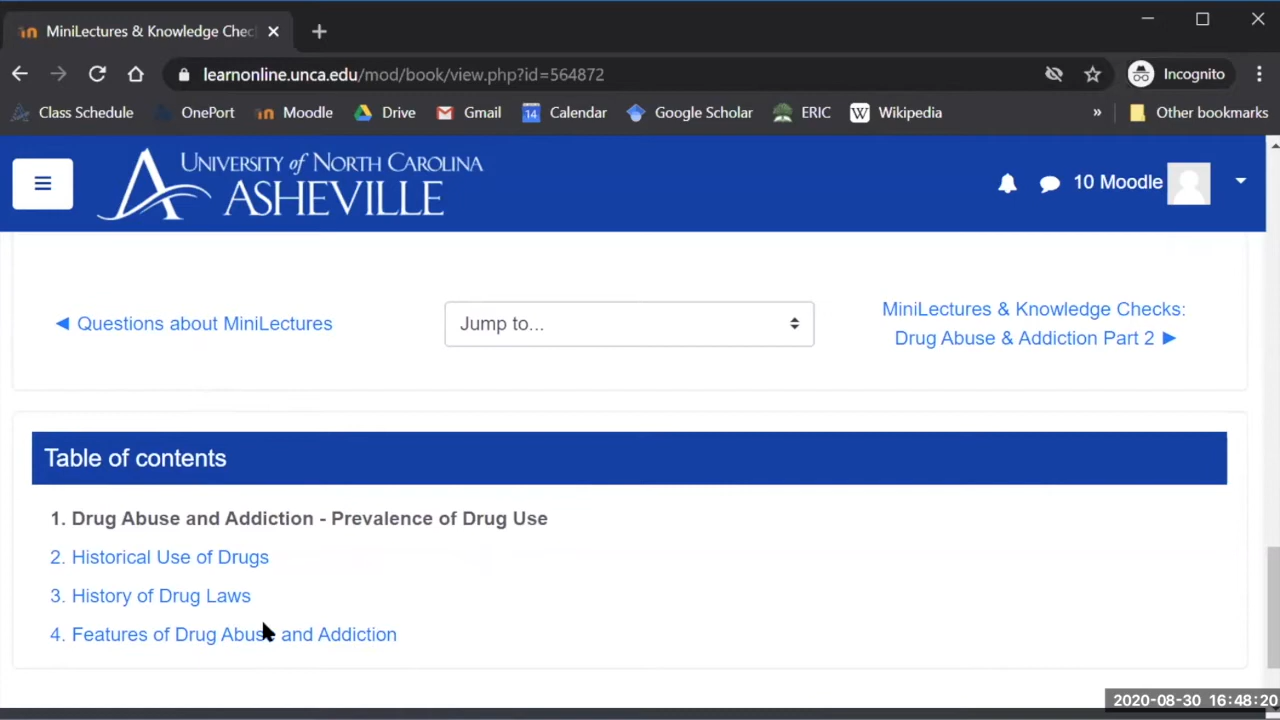 MiniLectures & Knowledge Chec
learnonline.unca.edu/mod/book/view.php?id=564872
Incognito
Class Schedule
OnePort
Moodle
Drive
Gmail
14
Calendar
Google Scholar
ERIC
W
Wikipedia
»
Other bookmarks
UNIVERSITY of NORTH CAROLINA
ASHEVILLE
10 Moodle
◀ Questions about MiniLectures
Jump to...
MiniLectures & Knowledge Checks:
Drug Abuse & Addiction Part 2 ▶
Table of contents
1. Drug Abuse and Addiction - Prevalence of Drug Use
2. Historical Use of Drugs
3. History of Drug Laws
4. Features of Drug Abuse and Addiction
2020-08-30 16:48:20